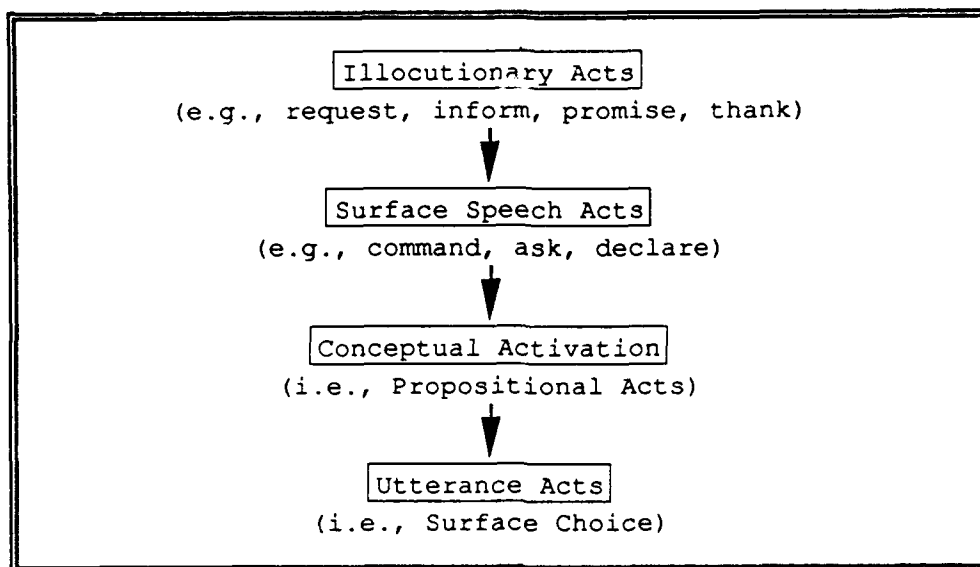 Illocutionary Acts
(e.g., request, inform, promise, thank)
Surface Speech Acts
(e.g., command, ask, declare)
Conceptual Activation
(i.e., Propositional Acts)
Utterance Acts
(i.e., Surface Choice)